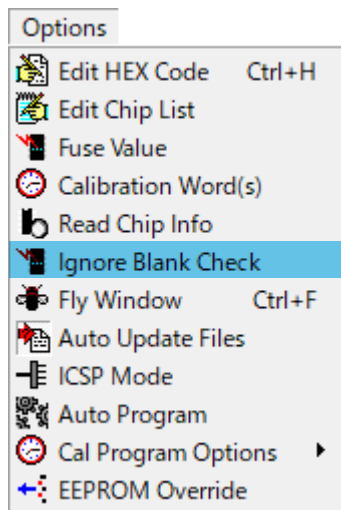 Options
Edit HEX Code Ctrl+H
Edit Chip List
Fuse Value
Calibration Word(s)
Read Chip Info
Ignore Blank Check
Fly Window Ctrl+F
Auto Update Files
ICSP Mode
Auto Program
Cal Program Options
EEPROM Override